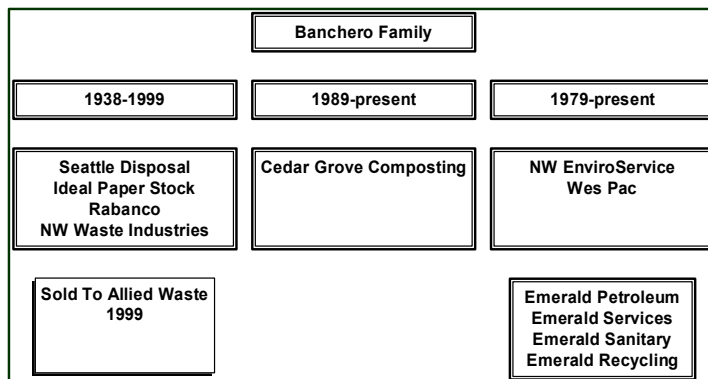 Banchero Family
1938-1999
1989-present
1979-present
Seattle Disposal
Ideal Paper Stock
Rabanco
NW Waste Industries
Cedar Grove Composting
NW EnviroService
Wes Pac
Sold To Allied Waste
1999
Emerald Petroleum
Emerald Services
Emerald Sanitary
Emerald Recycling